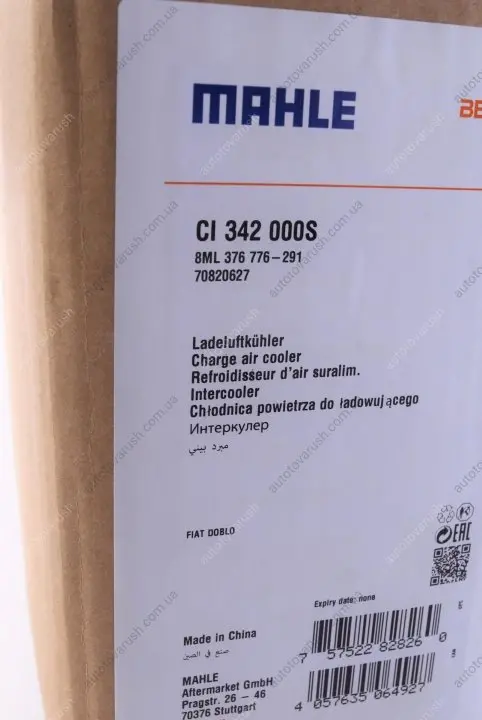 MAHLE
BE
CI 342 000S
8ML 376 776-291
70820627
Ladeluftkühler
Charge air cooler
Refroidisseur d'air suralim.
Intercooler
Chłodnica powietrza do ładowującego
Интеркулер
مبرد بيني
FIAT DOBLO
EAC
Expiry date: none
Made in China
صنع في الصين
7 57522 82826 0
MAHLE
Aftermarket GmbH
Pragstr. 26 - 46
70376 Stuttgart
4 057635 064927
autotovarush.com.ua